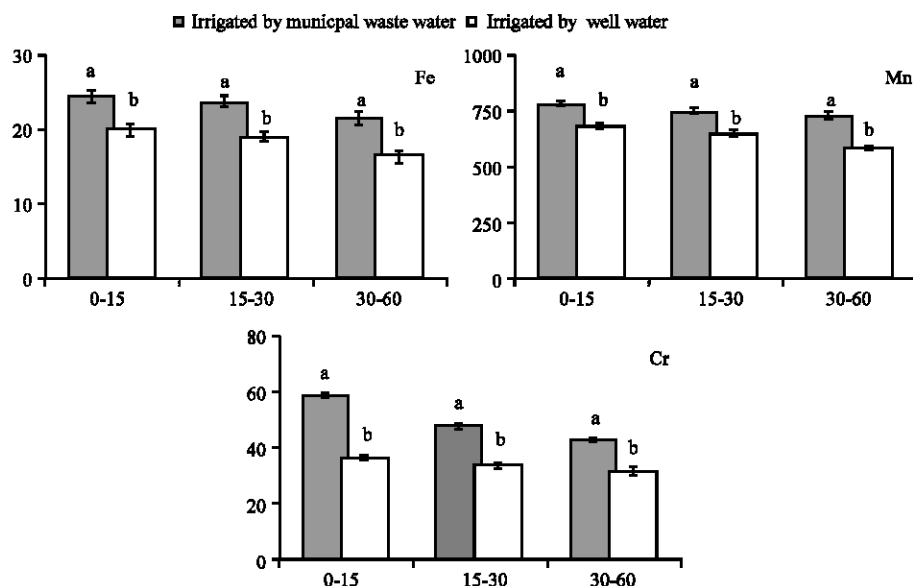 Irrigated by municpal waste water Irrigated by well water
Fe
30
20
10
0
a
b
a
b
a
b
0-15 15-30 30-60
Mn
1000
750
500
250
0
a
b
a
b
a
b
0-15 15-30 30-60
Cr
80
60
40
20
0
a
b
a
b
a
b
0-15 15-30 30-60